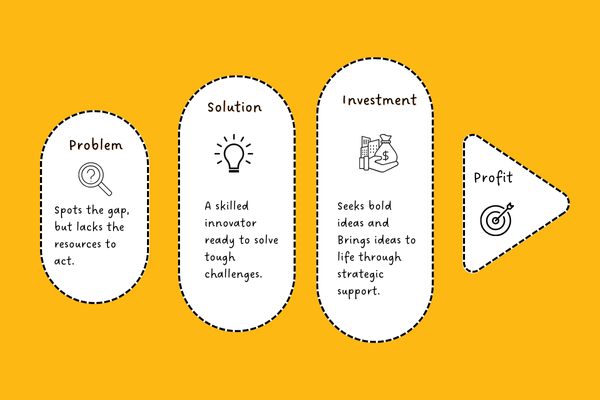 Problem
?
Spots the gap,
but lacks the
resources to
act.
Solution
A skilled
innovator
ready to solve
tough
challenges.
Investment
$
Seeks bold
ideas and
Brings ideas to
life through
strategic
support.
Profit